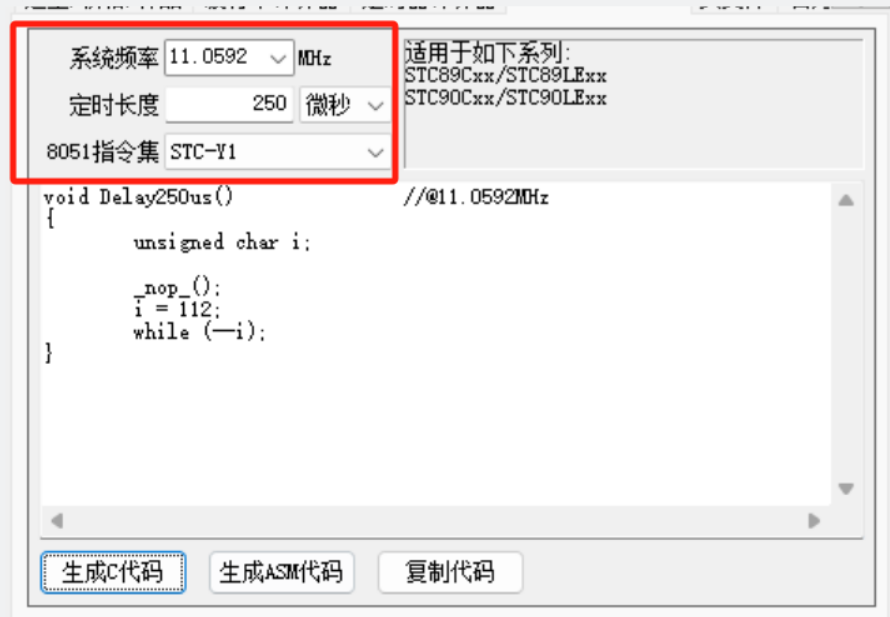 系统频率 11.0592 MHz
定时长度 250 微秒
8051指令集 STC-Y1
适用于如下系列:
STC89Cxx/STC89LExx
STC90Cxx/STC90LExx
void Delay250us() //@11.0592MHz
{
unsigned char i;
_nop_();
i = 112;
while (--i);
}
生成C代码 生成ASM代码 复制代码